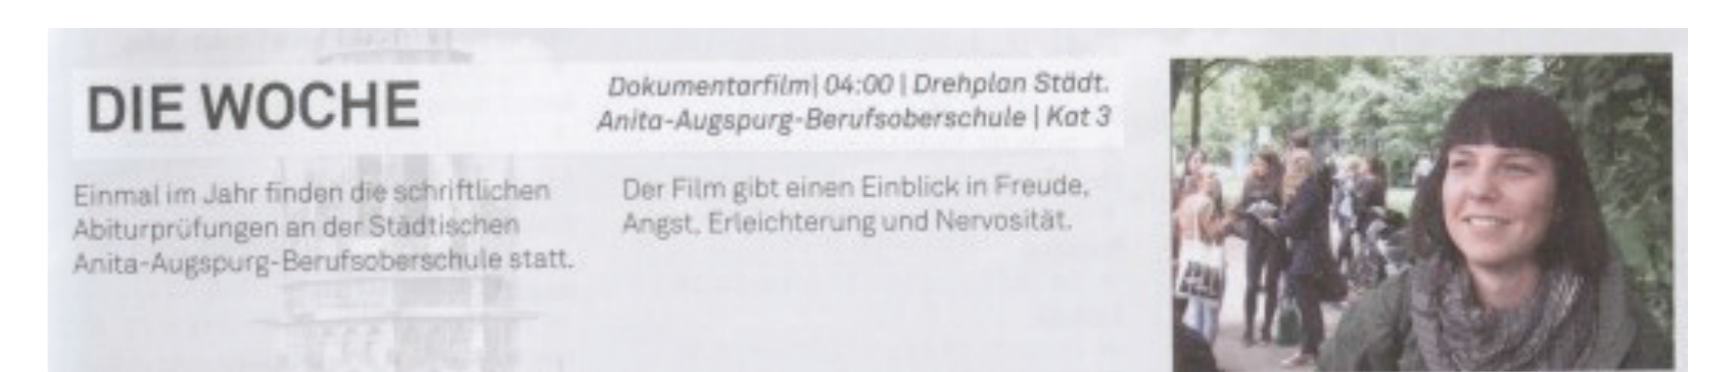 DIE WOCHE
Dokumentarfilm| 04:00 | Drehplan Städt.
Anita-Augspurg-Berufsoberschule | Kat 3
Einmal im Jahr finden die schriftlichen
Abiturprüfungen an der Städtischen
Anita-Augspurg-Berufsoberschule statt.
Der Film gibt einen Einblick in Freude,
Angst, Erleichterung und Nervosität.